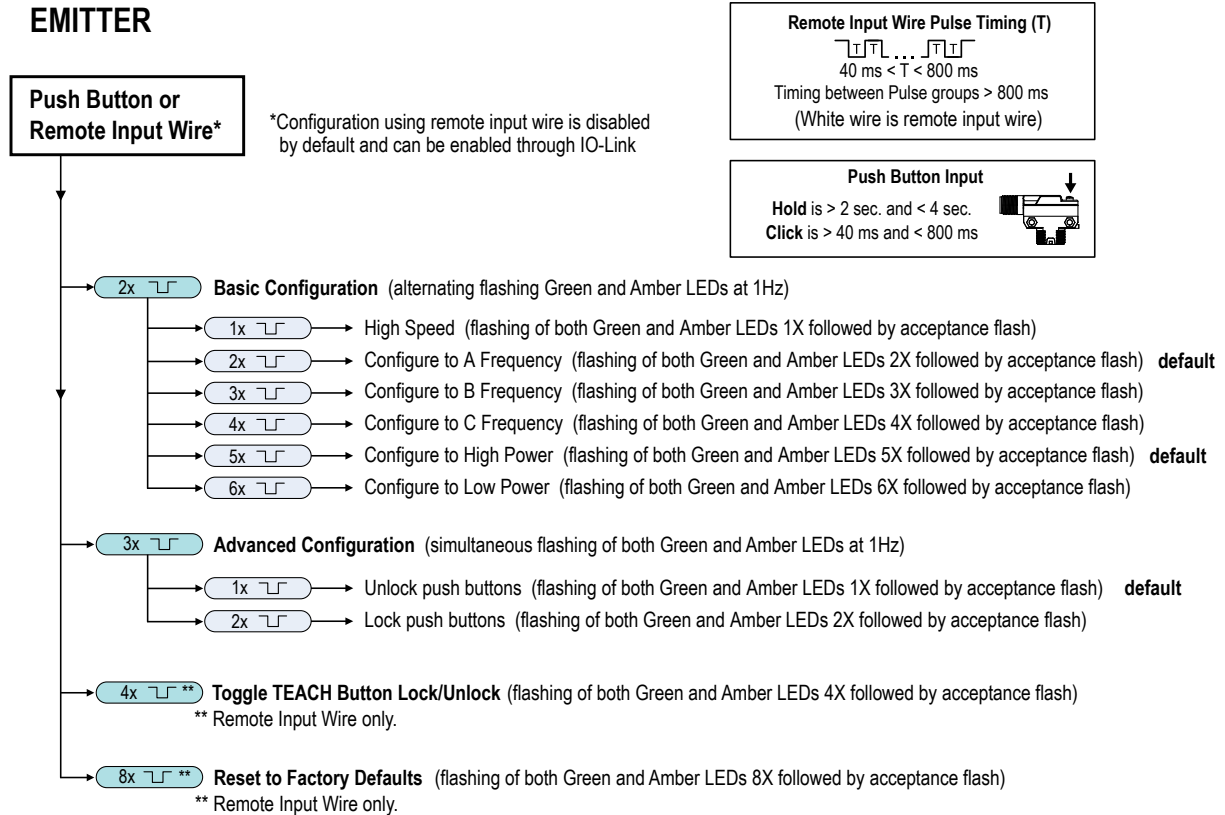 EMITTER
Push Button or
Remote Input Wire*
*Configuration using remote input wire is disabled
by default and can be enabled through IO-Link
Remote Input Wire Pulse Timing (T)
T T ... T T
40 ms < T < 800 ms
Timing between Pulse groups > 800 ms
(White wire is remote input wire)
Push Button Input
Hold is > 2 sec. and < 4 sec.
Click is > 40 ms and < 800 ms
2x Basic Configuration (alternating flashing Green and Amber LEDs at 1Hz)
1x High Speed (flashing of both Green and Amber LEDs 1X followed by acceptance flash)
2x Configure to A Frequency (flashing of both Green and Amber LEDs 2X followed by acceptance flash) default
3x Configure to B Frequency (flashing of both Green and Amber LEDs 3X followed by acceptance flash)
4x Configure to C Frequency (flashing of both Green and Amber LEDs 4X followed by acceptance flash)
5x Configure to High Power (flashing of both Green and Amber LEDs 5X followed by acceptance flash) default
6x Configure to Low Power (flashing of both Green and Amber LEDs 6X followed by acceptance flash)
3x Advanced Configuration (simultaneous flashing of both Green and Amber LEDs at 1Hz)
1x Unlock push buttons (flashing of both Green and Amber LEDs 1X followed by acceptance flash) default
2x Lock push buttons (flashing of both Green and Amber LEDs 2X followed by acceptance flash)
4x ** Toggle TEACH Button Lock/Unlock (flashing of both Green and Amber LEDs 4X followed by acceptance flash)
** Remote Input Wire only.
8x ** Reset to Factory Defaults (flashing of both Green and Amber LEDs 8X followed by acceptance flash)
** Remote Input Wire only.